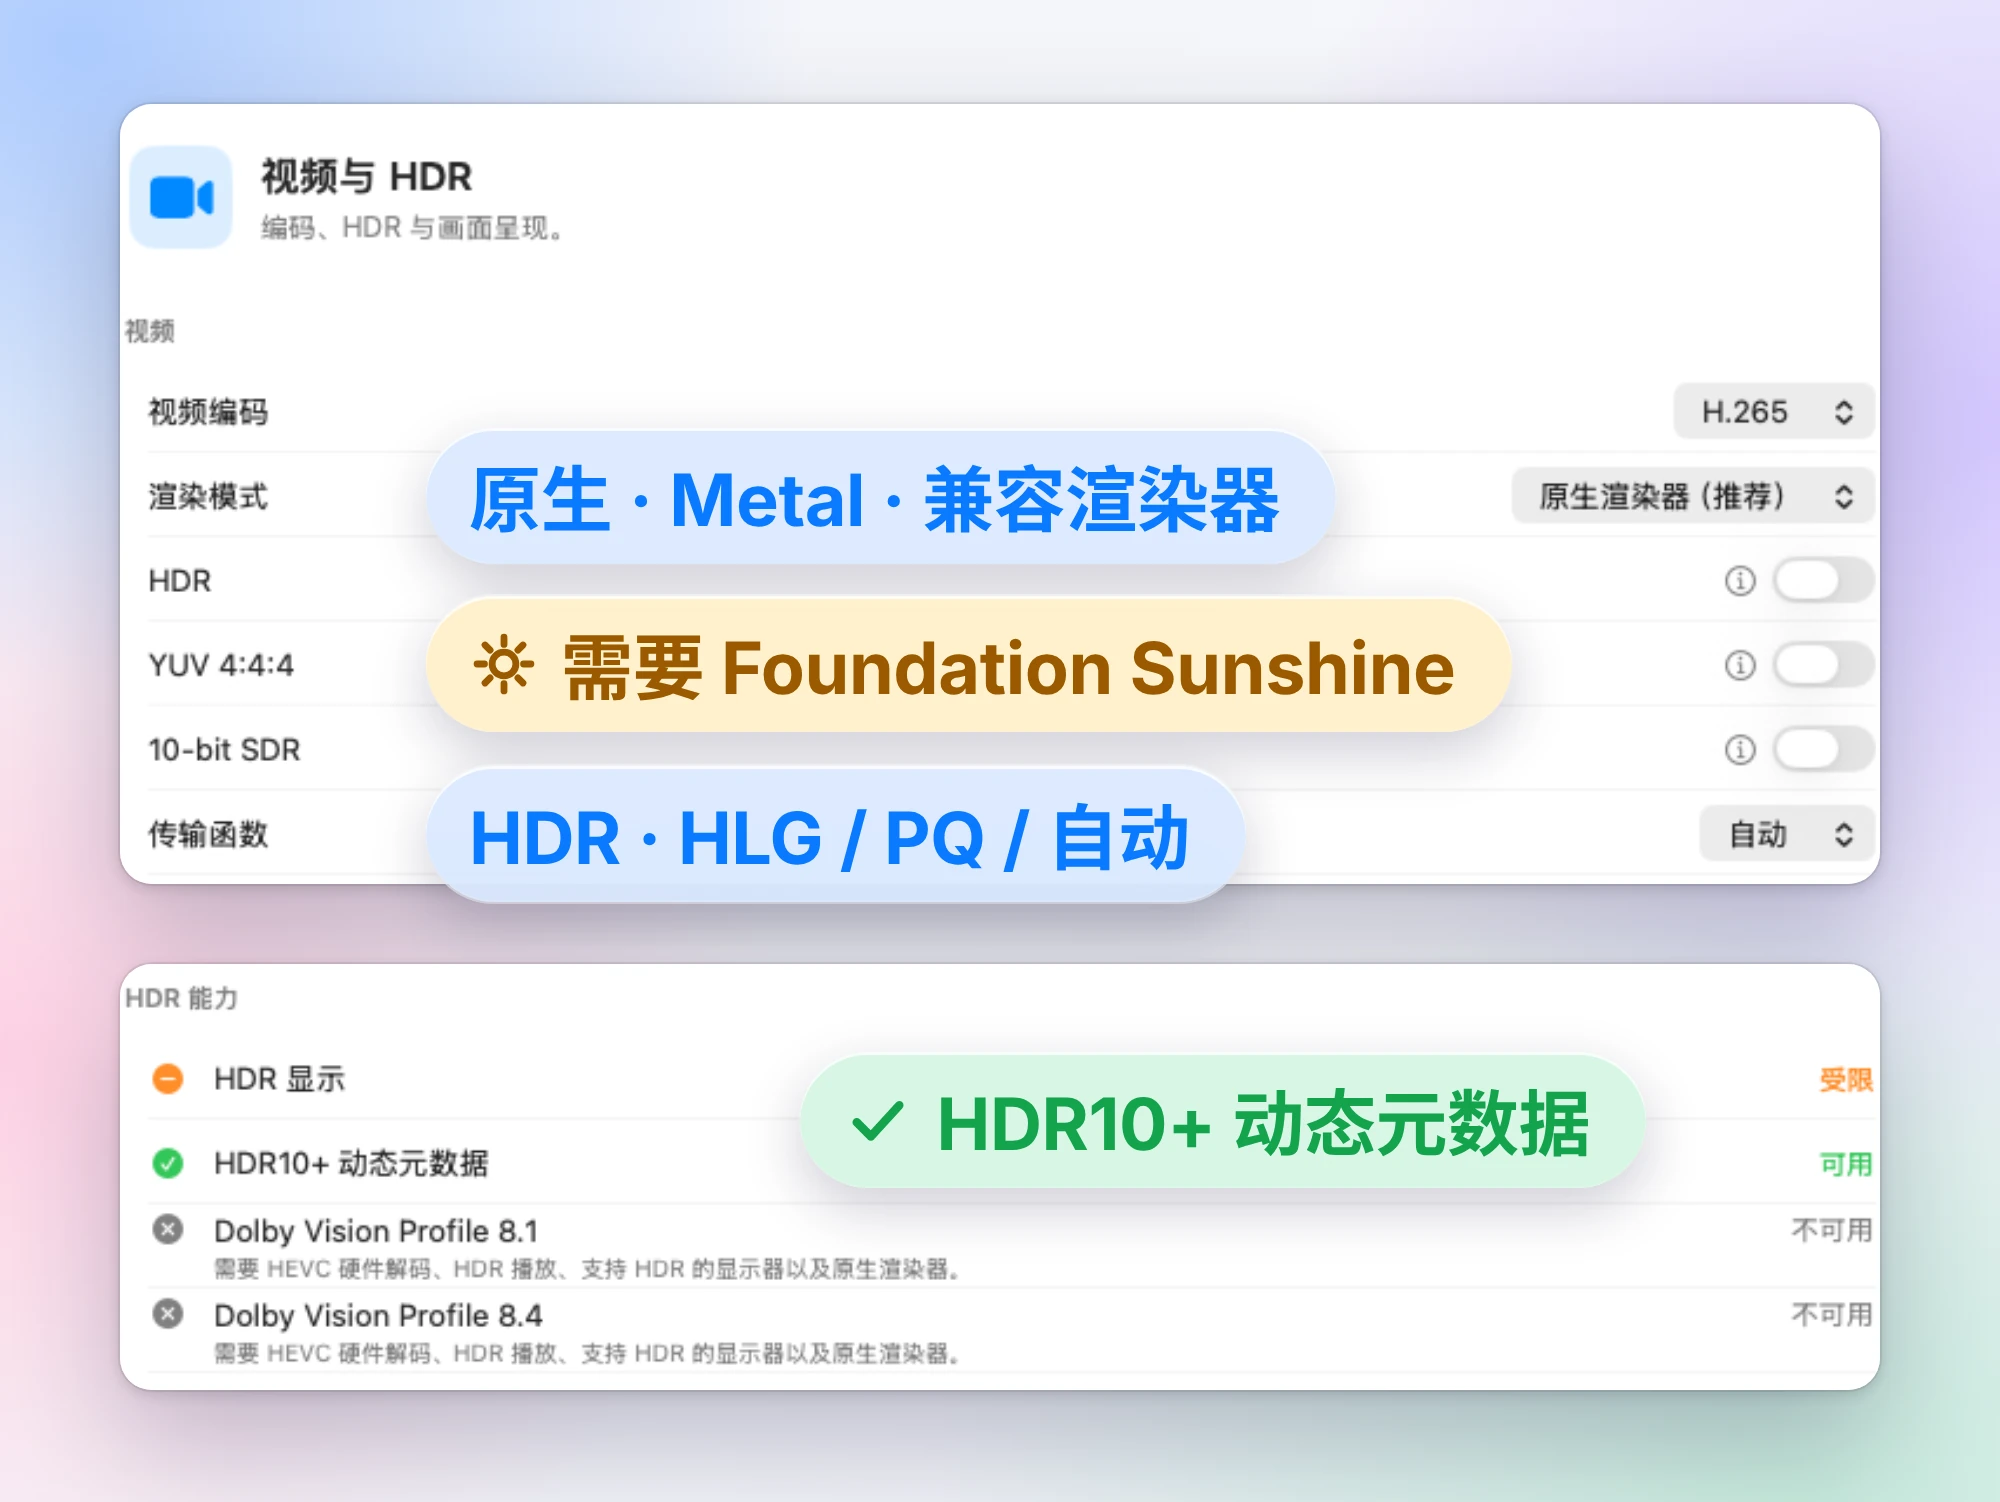 视频与 HDR
编码、HDR 与画面呈现。
视频
视频编码
H.265
渲染模式
原生 · Metal · 兼容渲染器
原生渲染器（推荐）
HDR
YUV 4:4:4
需要 Foundation Sunshine
10-bit SDR
传输函数
HDR · HLG / PQ / 自动
自动
HDR 能力
HDR 显示
受限
HDR10+ 动态元数据
HDR10+ 动态元数据
可用
Dolby Vision Profile 8.1
不可用
需要 HEVC 硬件解码、HDR 播放、支持 HDR 的显示器以及原生渲染器。
Dolby Vision Profile 8.4
不可用
需要 HEVC 硬件解码、HDR 播放、支持 HDR 的显示器以及原生渲染器。